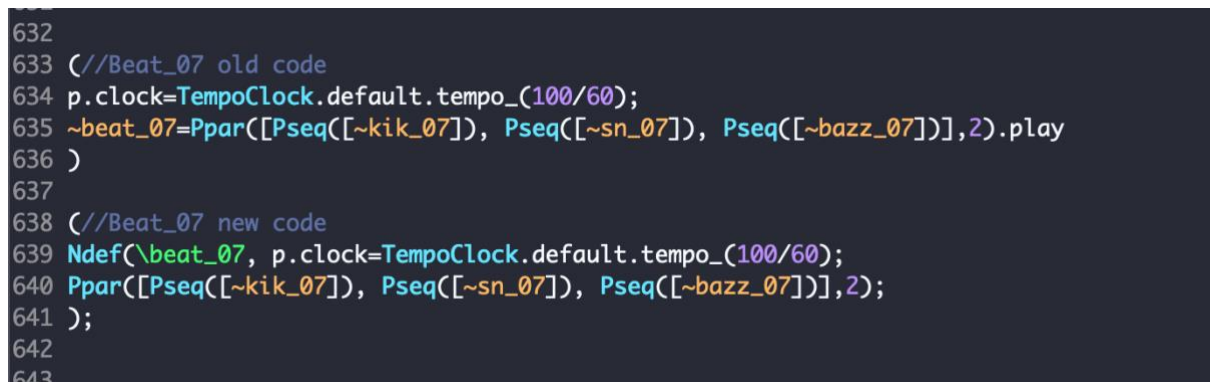 632
633 (//Beat_07 old code
634 p.clock=TempoClock.default.tempo_(100/60);
635 ~beat_07=Ppar([Pseq([~kik_07]), Pseq([~sn_07]), Pseq([~bazz_07])],2).play
636 )
637
638 (//Beat_07 new code
639 Ndef(\beat_07, p.clock=TempoClock.default.tempo_(100/60);
640 Ppar([Pseq([~kik_07]), Pseq([~sn_07]), Pseq([~bazz_07])],2);
641 );
642